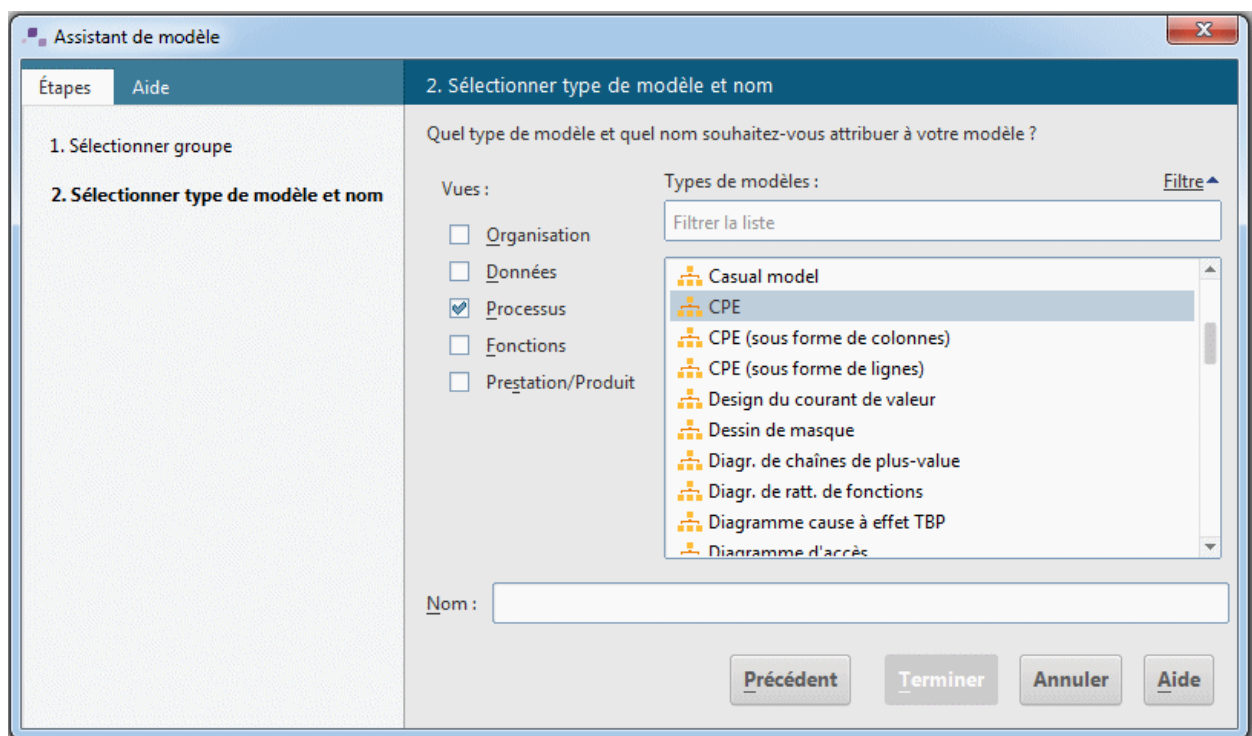 Assistant de modèle
Étapes
Aide
1. Sélectionner groupe
2. Sélectionner type de modèle et nom
2. Sélectionner type de modèle et nom
Quel type de modèle et quel nom souhaitez-vous attribuer à votre modèle ?
Vues :
Organisation
Données
Processus
Fonctions
Prestation/Produit
Types de modèles :
Filtre
Filtrer la liste
Casual model
CPE
CPE (sous forme de colonnes)
CPE (sous forme de lignes)
Design du courant de valeur
Dessin de masque
Diagr. de chaînes de plus-value
Diagr. de ratt. de fonctions
Diagramme cause à effet TBP
Diagramme d'accès
Nom :
Précédent
Terminer
Annuler
Aide